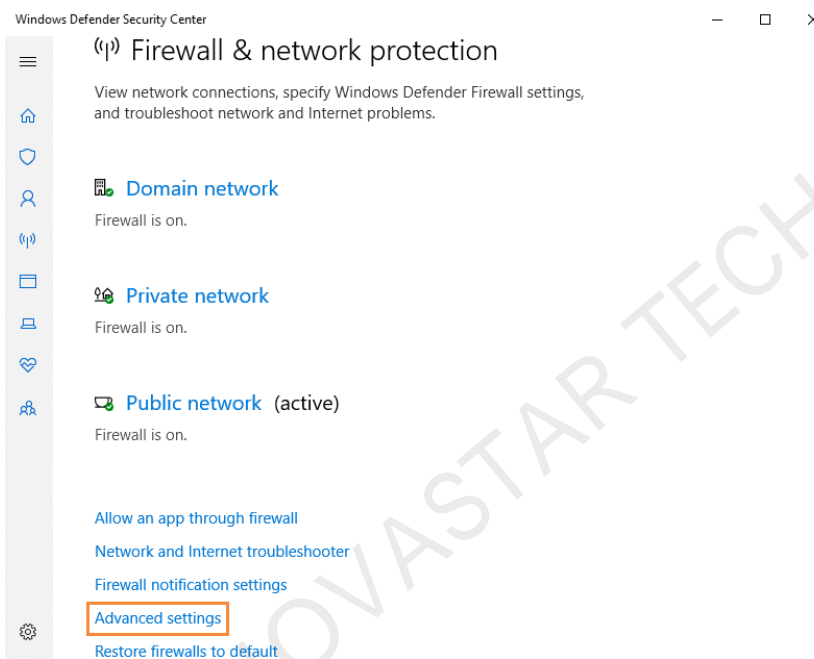 Windows Defender Security Center
Firewall & network protection
View network connections, specify Windows Defender Firewall settings,
and troubleshoot network and Internet problems.
Domain network
Firewall is on.
Private network
Firewall is on.
Public network (active)
Firewall is on.
Allow an app through firewall
Network and Internet troubleshooter
Firewall notification settings
Advanced settings
Restore firewalls to default
OVASTAR TECH